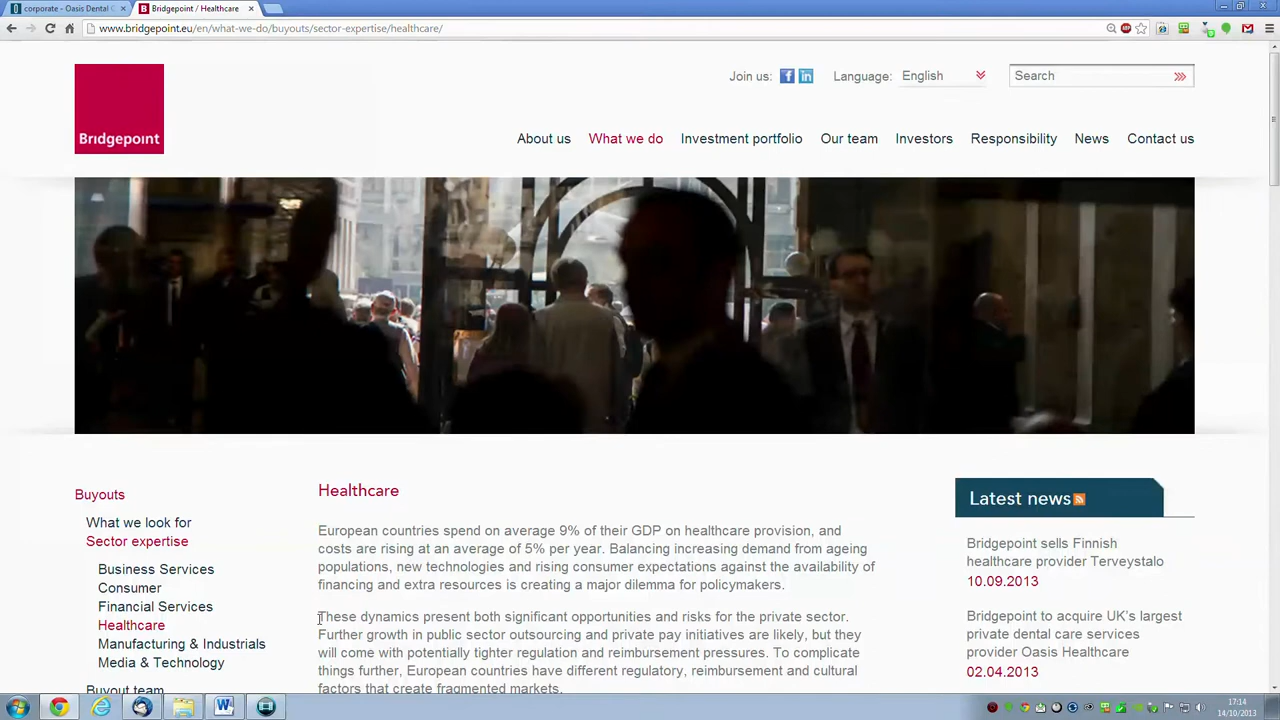 corporate - Oasis Dental C
Bridgepoint / Healthcare
www.bridgepoint.eu/en/what-we-do/buyouts/sector-expertise/healthcare/
Bridgepoint
Join us:
Language: English
Search
About us What we do Investment portfolio Our team Investors Responsibility News Contact us
Buyouts
What we look for
Sector expertise
Business Services
Consumer
Financial Services
Healthcare
Manufacturing & Industrials
Media & Technology
Buyout team
Healthcare
European countries spend on average 9% of their GDP on healthcare provision, and
costs are rising at an average of 5% per year. Balancing increasing demand from ageing
populations, new technologies and rising consumer expectations against the availability of
financing and extra resources is creating a major dilemma for policymakers.
These dynamics present both significant opportunities and risks for the private sector.
Further growth in public sector outsourcing and private pay initiatives are likely, but they
will come with potentially tighter regulation and reimbursement pressures. To complicate
things further, European countries have different regulatory, reimbursement and cultural
factors that create fragmented markets.
Latest news
Bridgepoint sells Finnish
healthcare provider Terveystalo
10.09.2013
Bridgepoint to acquire UK's largest
private dental care services
provider Oasis Healthcare
02.04.2013
17:14
14/10/2013